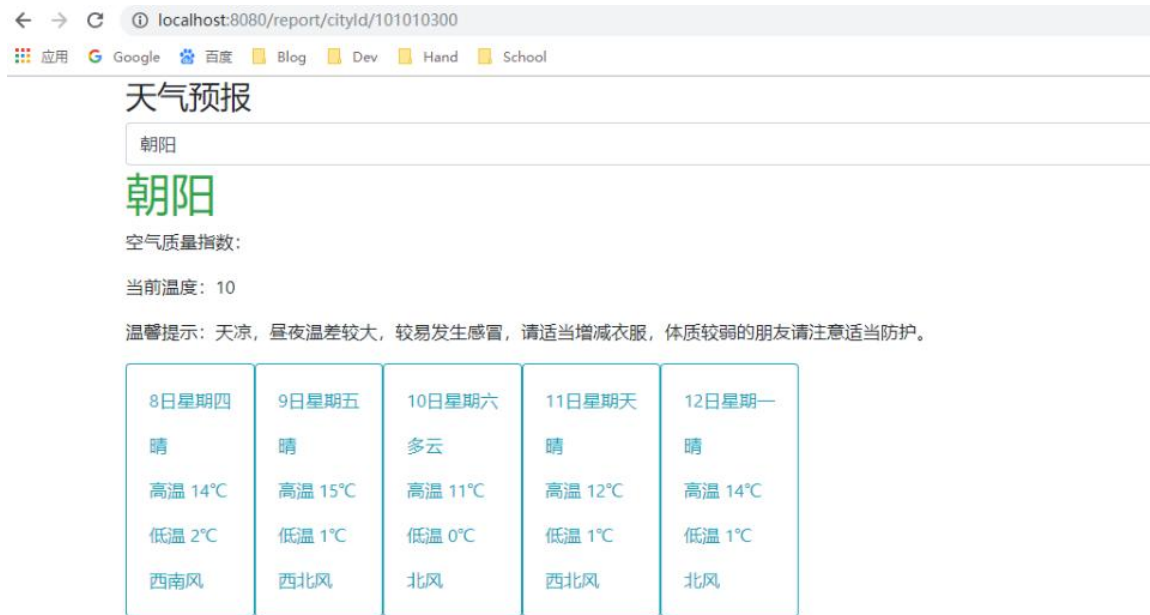 localhost:8080/report/cityId/101010300
应用 Google 百度 Blog Dev Hand School
天气预报
朝阳
朝阳
空气质量指数:
当前温度：10
温馨提示：天凉，昼夜温差较大，较易发生感冒，请适当增减衣服，体质较弱的朋友请注意适当防护。
8日星期四 9日星期五 10日星期六 11日星期天 12日星期一
晴 晴 多云 晴 晴
高温 14℃ 高温 15℃ 高温 11℃ 高温 12℃ 高温 14℃
低温 2℃ 低温 1℃ 低温 0℃ 低温 1℃ 低温 1℃
西南风 西北风 北风 西北风 北风